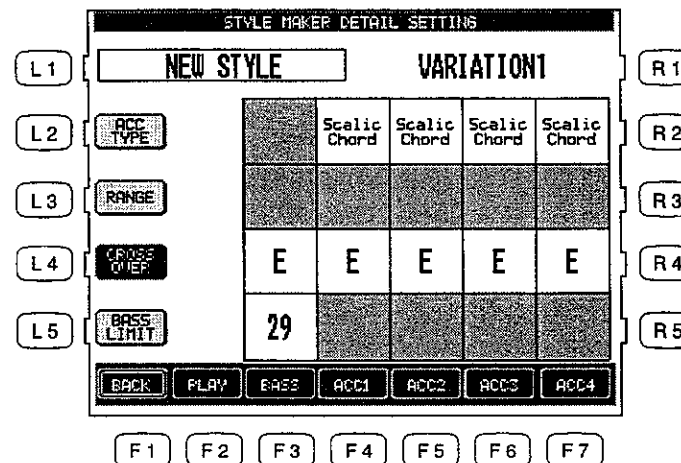 STYLE MAKER DETAIL SETTING
L1 NEW STYLE VARIATION1 R1
L2 ACC TYPE Scalic Chord Scalic Chord Scalic Chord Scalic Chord R2
L3 RANGE R3
L4 CROSS OVER E E E E E R4
L5 BASS LIMIT 29 R5
BACK PLAY BASS ACC1 ACC2 ACC3 ACC4
F1 F2 F3 F4 F5 F6 F7